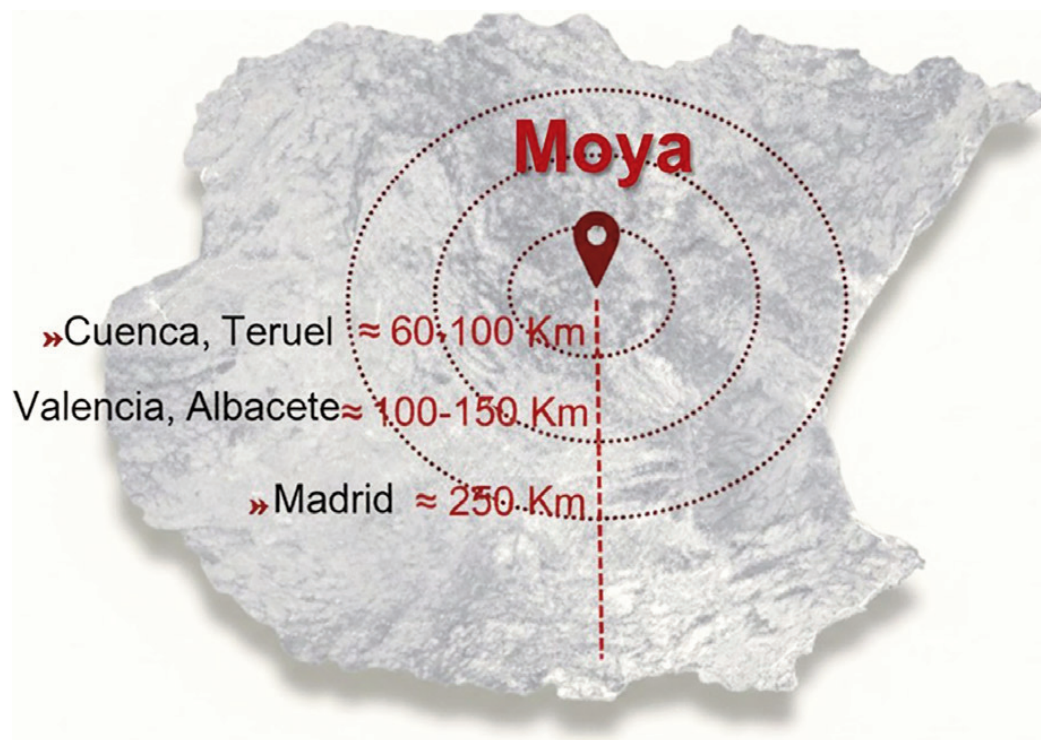 Moya
»Cuenca, Teruel ≈ 60-100 Km
Valencia, Albacete ≈ 100-150 Km
»Madrid ≈ 250 Km